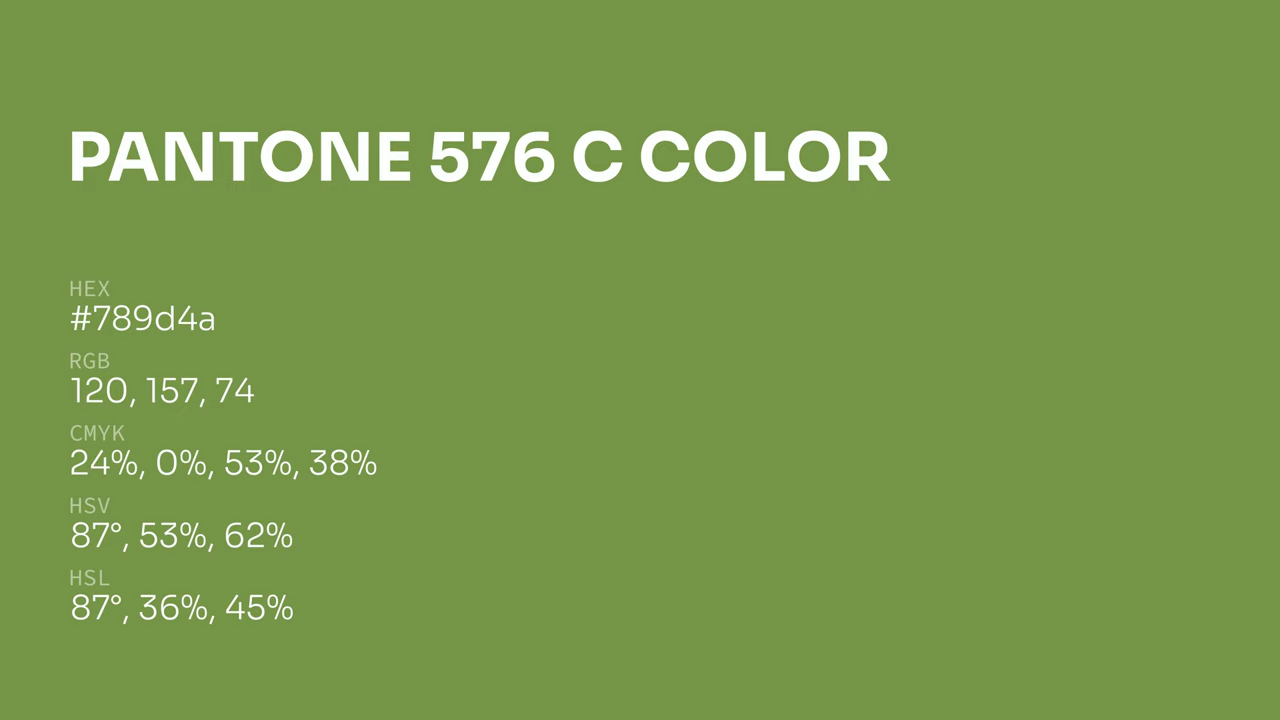 PANTONE 576 C COLOR
HEX
#789d4a
RGB
120, 157, 74
CMYK
24%, 0%, 53%, 38%
HSV
87°, 53%, 62%
HSL
87°, 36%, 45%